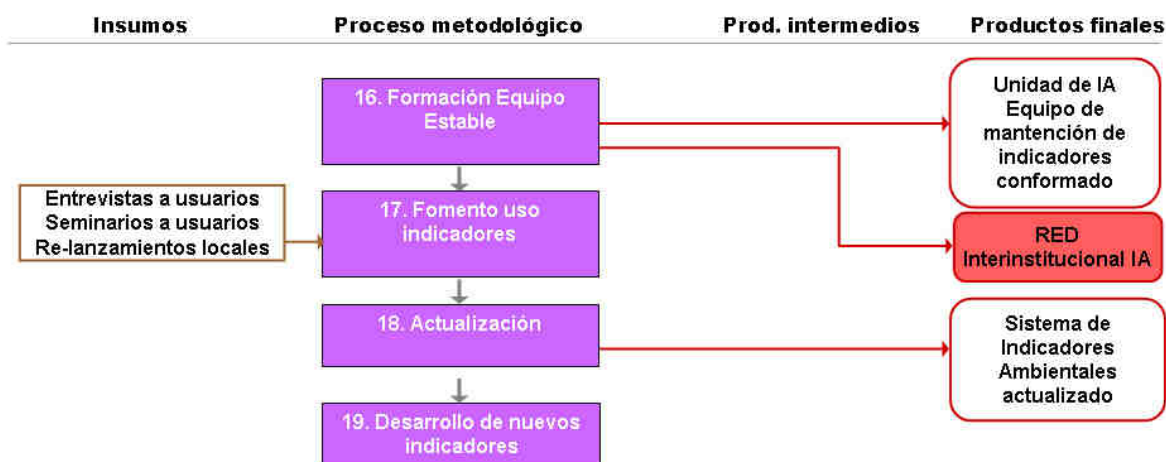 Insumos
Proceso metodológico
Prod. intermedios
Productos finales
16. Formación Equipo
Estable
Unidad de IA
Equipo de
mantención de
indicadores
conformado
Entrevistas a usuarios
Seminarios a usuarios
Re-lanzamientos locales
17. Fomento uso
indicadores
RED
Interinstitucional IA
18. Actualización
Sistema de
Indicadores
Ambientales
actualizado
19. Desarrollo de nuevos
indicadores